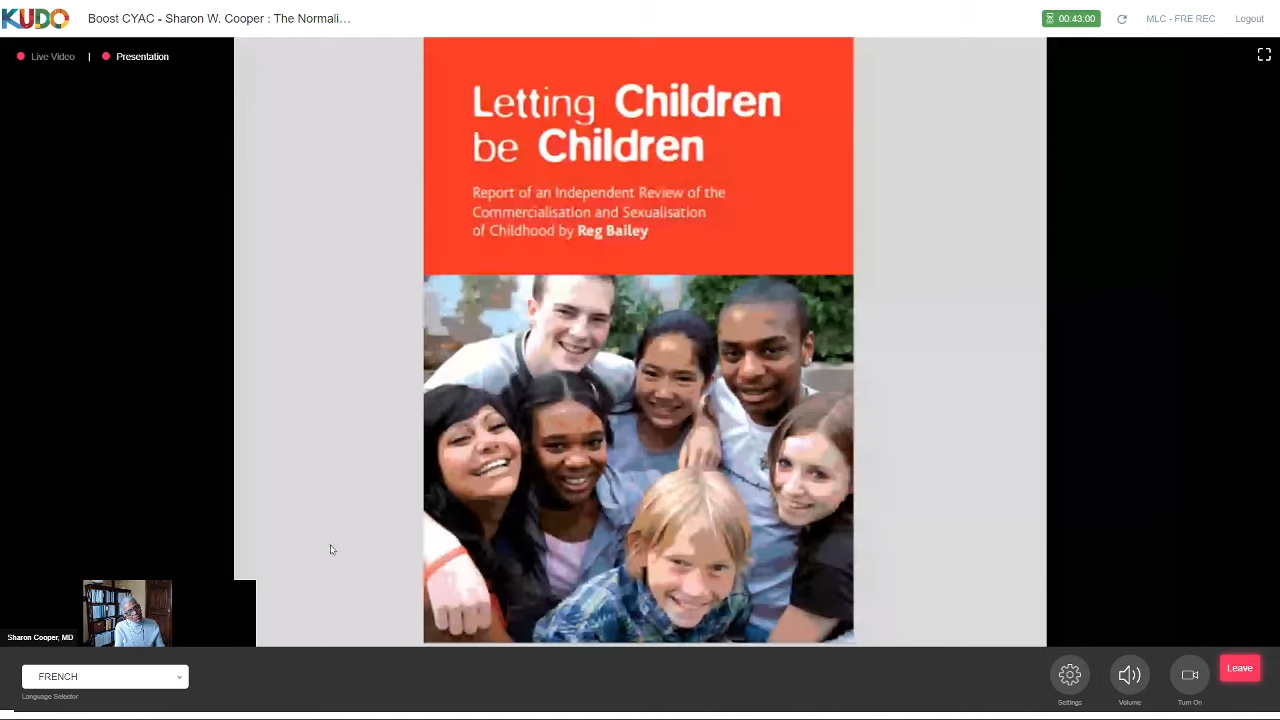 KUDO
Boost CYAC - Sharon W. Cooper : The Normali...
00:43:00
MLC - FRE REC
Logout
Live Video
|
Presentation
Letting Children
be Children
Report of an Independent Review of the
Commercialisation and Sexualisation
of Childhood by Reg Bailey
Sharon Cooper, MD
FRENCH
Language Selector
Settings
Volume
Turn On
Leave